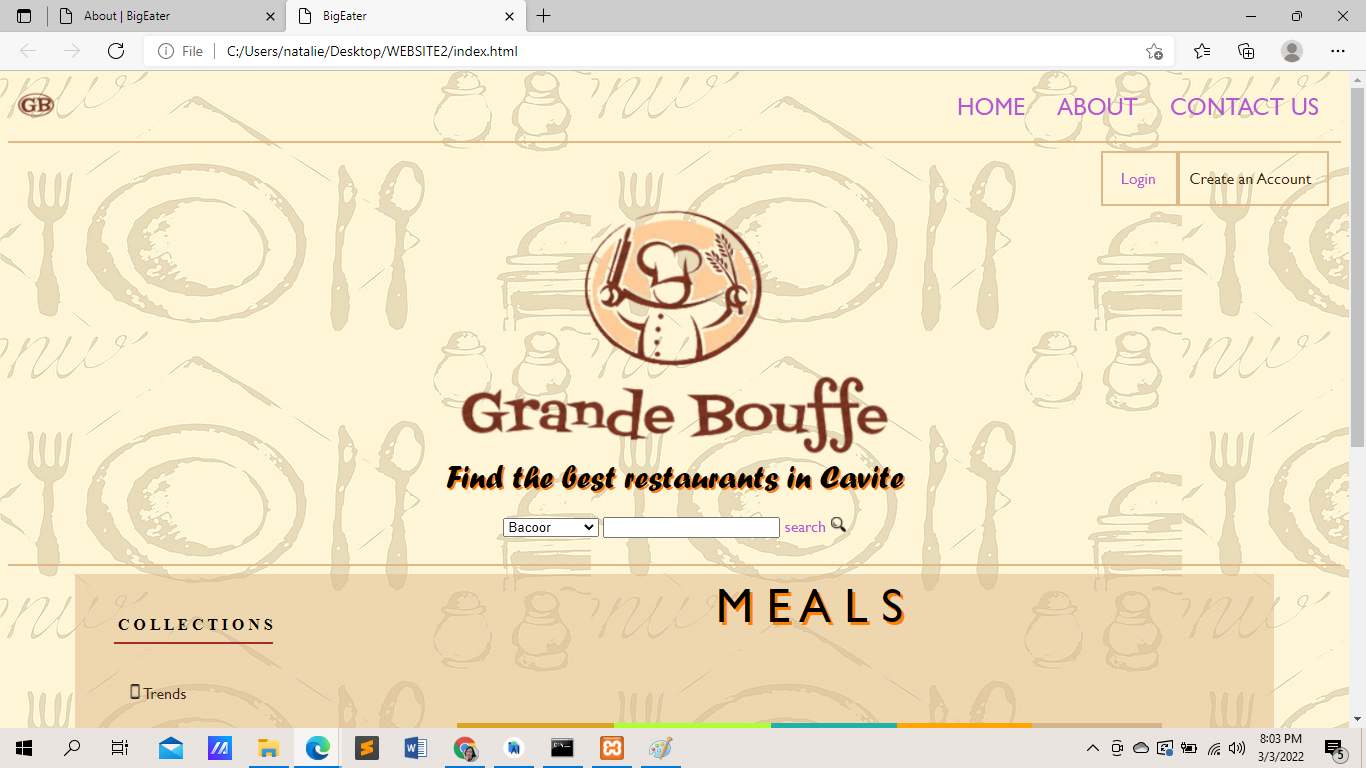 About | BigEater
BigEater
File
C:/Users/natalie/Desktop/WEBSITE2/index.html
GB
HOME ABOUT CONTACT US
Login
Create an Account
Grande Bouffe
Find the best restaurants in Cavite
Bacoor
search
MEALS
COLLECTIONS
Trends
8:03 PM
3/3/2022
5